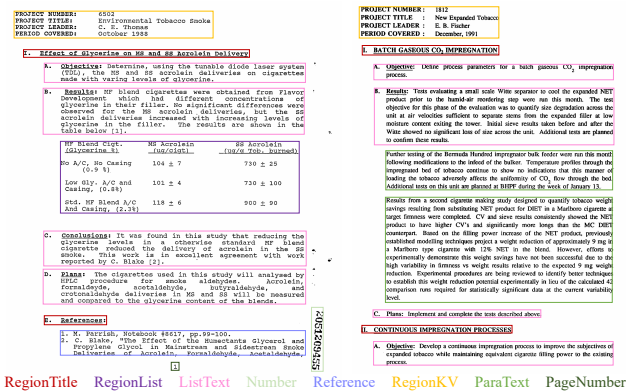 PROJECT NUMBER: 6502
PROJECT TITLE: Environmental Tobacco Smoke
PROJECT LEADER: C. E. Thomas
PERIOD COVERED: October 1988
I. Effect of Glycerine on MS and SS Acrolein Delivery
A. Objective: Determine, using the tunable diode laser system
(TDL), the MS and SS acrolein deliveries on cigarettes
made with varying levels of glycerine.
B. Results: MF blend cigarettes were obtained from Flavor
Development which had different concentrations of
glycerine in their filler. No significant differences were
observed for the MS acrolein deliveries, but the SS
acrolein deliveries increased with increasing levels of
glycerine in the filler. The results are shown in the
table below [1].
MF Blend Cigt. MS Acrolein SS Acrolein
(Glycerine %) (ug/cigt) (ug/g Tob. burned)
No A/C, No Casing 104 ± 7 730 ± 25
(0.9 %)
Low Gly. A/C and 101 ± 4 730 ± 100
Casing, (0.8%)
Std. MF Blend A/C 118 ± 6 900 ± 90
And Casing, (2.3%)
C. Conclusions: It was found in this study that reducing the
glycerine levels in a otherwise standard MF blend
cigarette reduced the delivery of acrolein in the SS
smoke. This work is in excellent agreement with work
reported by C. Blake [2].
D. Plans: The cigarettes used in this study will analysed by
HPLC procedure for smoke aldehydes. Acrolein,
formaldeyde, acetaldehyde, butyraldehyde, and
crotonaldehyde deliveries in MS and SS will be measured
and compared to the glycerine content of the blends.
E. References:
1. M. Parrish, Notebook #8617, pp.99-100.
2. C. Blake, "The Effect of the Humectants Glycerol and
Propylene Glycol in Mainstream and Sidestream Smoke
Deliveries of Acrolein, Formaldehyde, Acetaldehyde,
1
2051269435
PROJECT NUMBER: 1812
PROJECT TITLE : New Expanded Tobacco
PROJECT LEADER: E. B. Fischer
PERIOD COVERED: December, 1991
I. BATCH GASEOUS CO2 IMPREGNATION
A. Objective: Define process parameters for a batch gaseous CO2 impregnation
process.
B. Results: Tests evaluating a small scale Witte separator to cool the expanded NET
product prior to the humid-air reordering step were run this month. The test
objective for this phase of the evaluation was to quantify size degradation across the
unit at air velocities sufficient to separate stems from the expanded filler at low
moisture content exiting the tower. Initial sieve results taken before and after the
Witte showed no significant loss of size across the unit. Additional tests are planned
to confirm these results.
Further testing of the Bermuda Hundred impregnator bulk feeder were run this month
following modifications to the infeed of the bulker. Temperature profiles through the
impregnated bed of tobacco continue to show no indications that this manner of
loading the tobacco adversely affects the uniformity of CO2 flow through the bed.
Additional tests on this unit are planned at BHPF during the week of January 13.
Results from a second cigarette making study designed to quantify tobacco weight
savings resulting from substituting NET product for DIET in a Marlboro cigarette at
target firmness were completed. CV and sieve results consistently showed the NET
product to have higher CV's and significantly more longs than the MC DIET
counterpart. Based on the filling power increase of the NET product, previously
established modelling techniques project a weight reduction of approximately 9 mg in
a Marlboro type cigarette with 12% NET in the blend. However, efforts to
experimentally demonstrate this weight savings have not been successful due to the
high variability in firmness vs weight results relative to the expected 9 mg weight
reduction. Experimental procedures are being reviewed to identify better techniques
to establish this weight reduction potential experimentally in lieu of the calculated 42
comparison runs required for statistically significant data at the current variability
level.
C. Plans: Implement and complete the tests described above.
II. CONTINUOUS IMPREGNATION PROCESSES
A. Objective: Develop a continuous impregnation process to improve the subjectives of
expanded tobacco while maintaining equivalent cigarette filling power to the existing
process.
RegionTitle RegionList ListText Number Reference RegionKV ParaText PageNumber